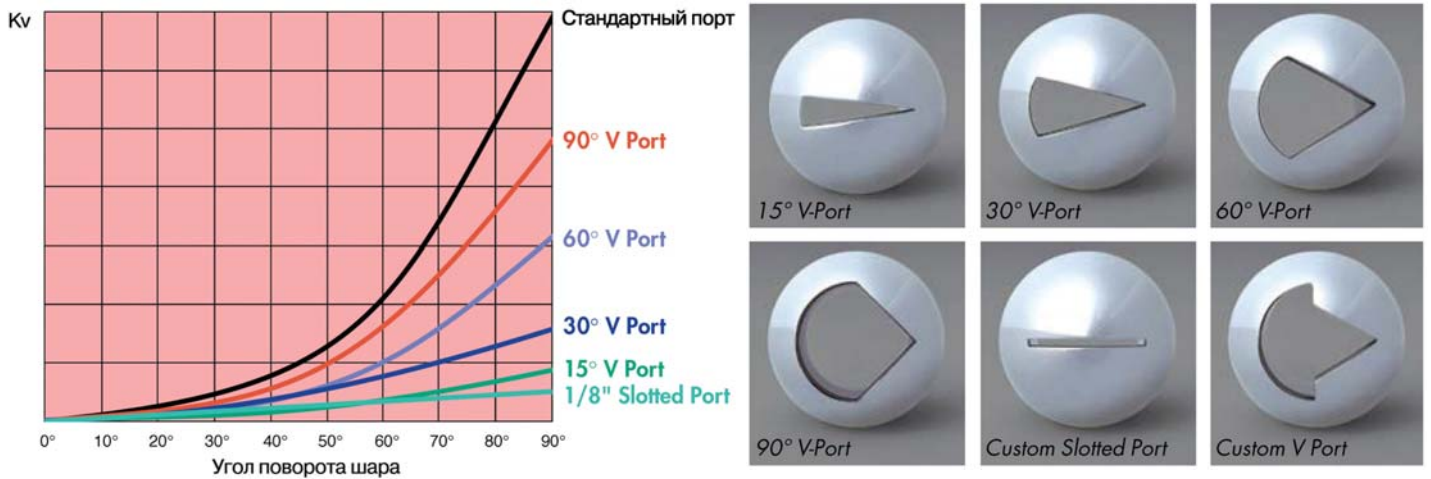 Kv
Стандартный порт
90° V Port
60° V Port
30° V Port
15° V Port
1/8" Slotted Port
0° 10° 20° 30° 40° 50° 60° 70° 80° 90°
Угол поворота шара
15° V-Port
30° V-Port
60° V-Port
90° V-Port
Custom Slotted Port
Custom V Port